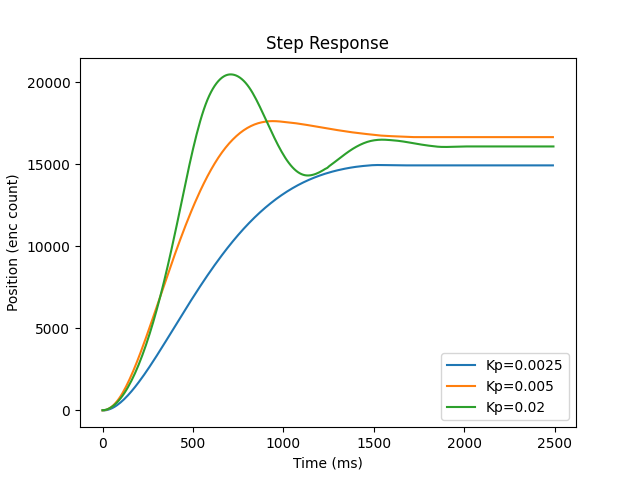 Step Response
Position (enc count)
20000
15000
10000
5000
0
Kp=0.0025
Kp=0.005
Kp=0.02
0 500 1000 1500 2000 2500
Time (ms)